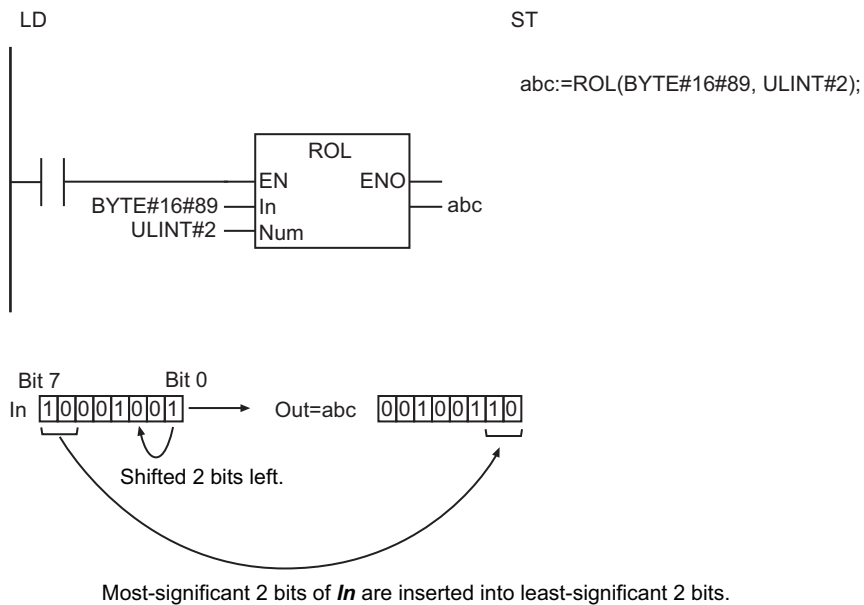 LD
ST
abc:=ROL(BYTE#16#89, ULINT#2);
ROL
EN ENO
BYTE#16#89 In abc
ULINT#2 Num
Bit 7 Bit 0
In 1 0 0 0 1 0 0 1 Out=abc 0 0 1 0 0 1 1 0
Shifted 2 bits left.
Most-significant 2 bits of In are inserted into least-significant 2 bits.